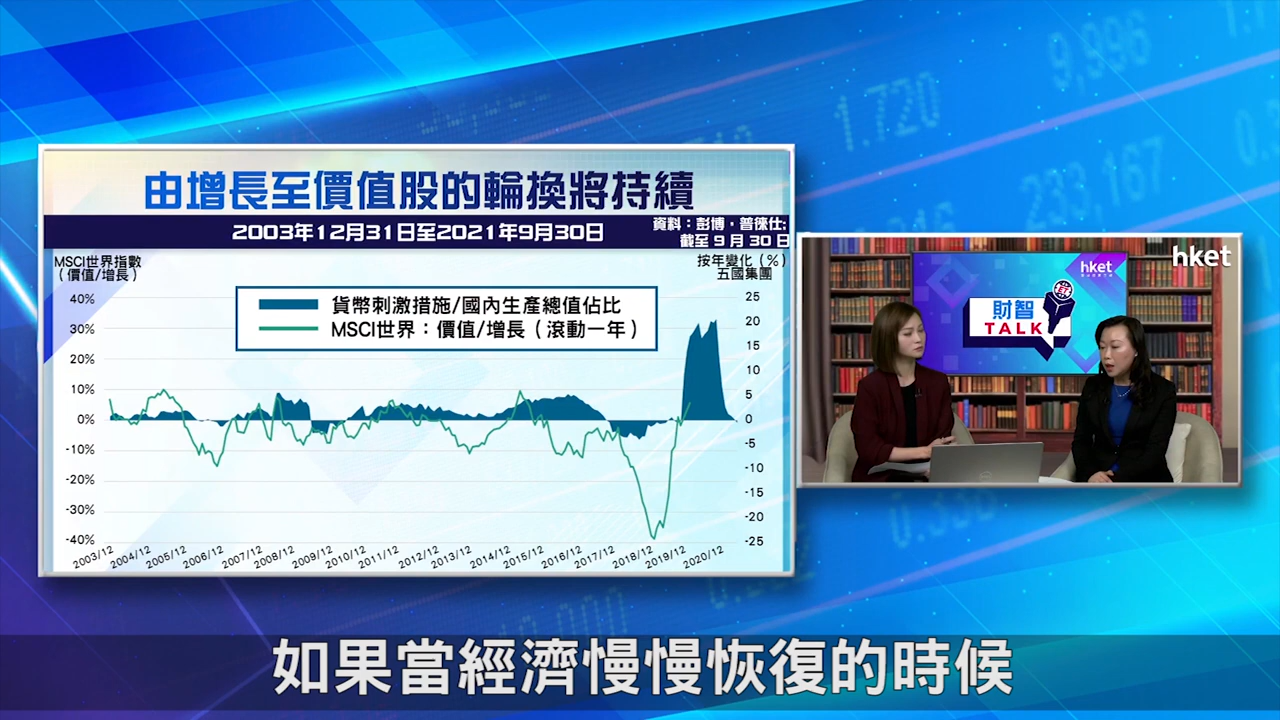 由增長至價值股的輪換將持續
2003年12月31日至2021年9月30日
資料：彭博，普徠仕;
截至 9 月 30 日
MSCI世界指數
（價值/增長）
按年變化（%）
五國集團
貨幣刺激措施/國內生產總值佔比
MSCI世界：價值/增長（滾動一年）
40%
30%
20%
10%
0%
-10%
-20%
-30%
-40%
25
20
15
10
5
0
-5
-10
-15
-20
-25
2003/12
2004/12
2005/12
2006/12
2007/12
2008/12
2009/12
2010/12
2011/12
2012/12
2013/12
2014/12
2015/12
2016/12
2017/12
2018/12
2019/12
2020/12
hket
hket
財智
TALK
1.720
9,996
233,167
如果當經濟慢慢恢復的時候